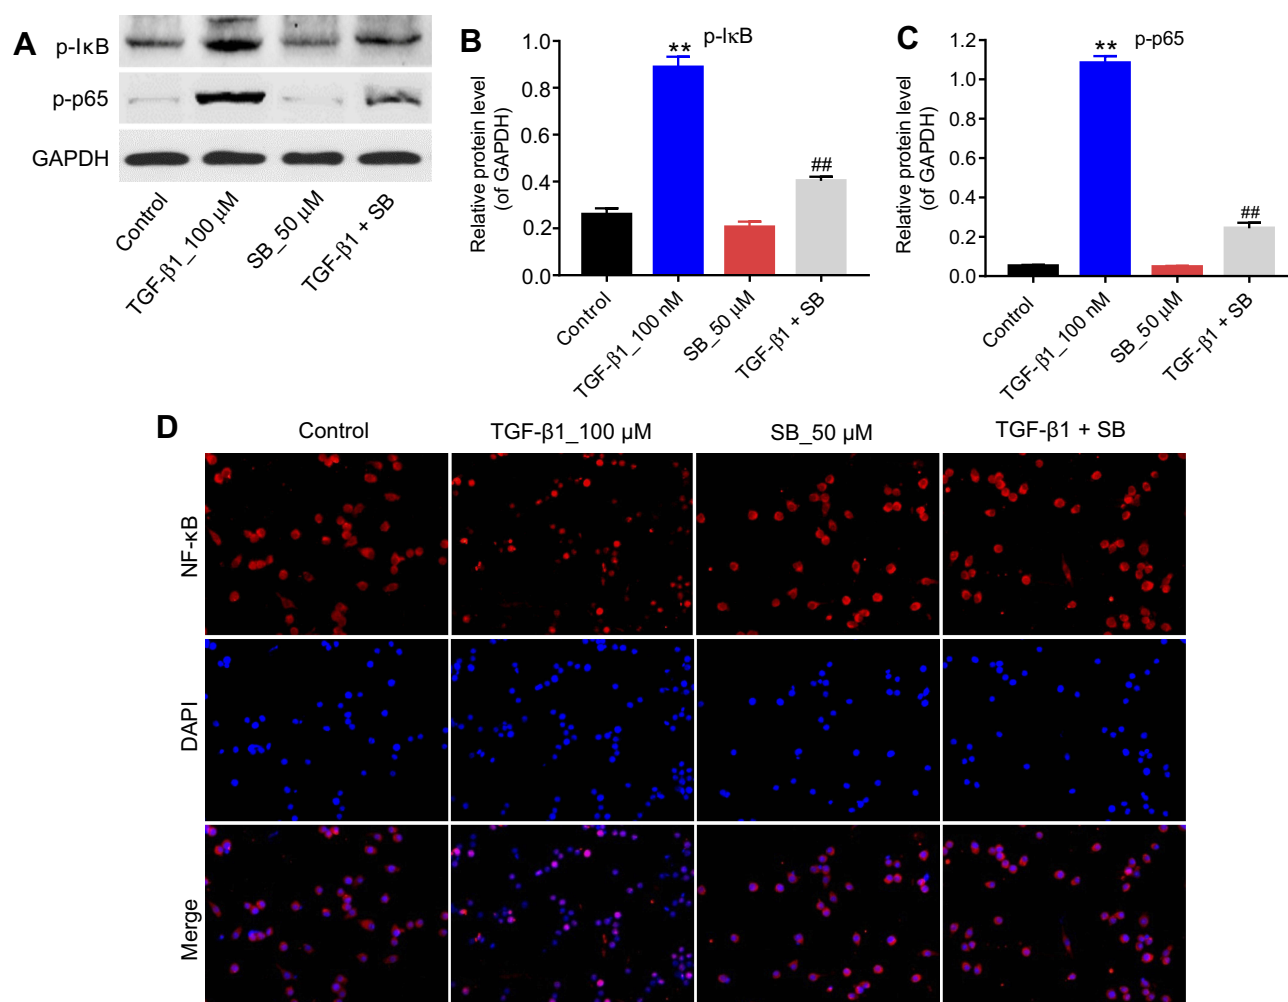 A
p-IκB
p-p65
GAPDH
Control
TGF-β1_100 μM
SB_50 μM
TGF-β1 + SB
B
p-IκB
Relative protein level
(of GAPDH)
1.0
0.8
0.6
0.4
0.2
0.0
**
##
Control
TGF-β1_100 nM
SB_50 μM
TGF-β1 + SB
C
p-p65
Relative protein level
(of GAPDH)
1.2
1.0
0.8
0.6
0.4
0.2
0.0
**
##
Control
TGF-β1_100 nM
SB_50 μM
TGF-β1 + SB
D
Control
TGF-β1_100 μM
SB_50 μM
TGF-β1 + SB
NF-κB
DAPI
Merge